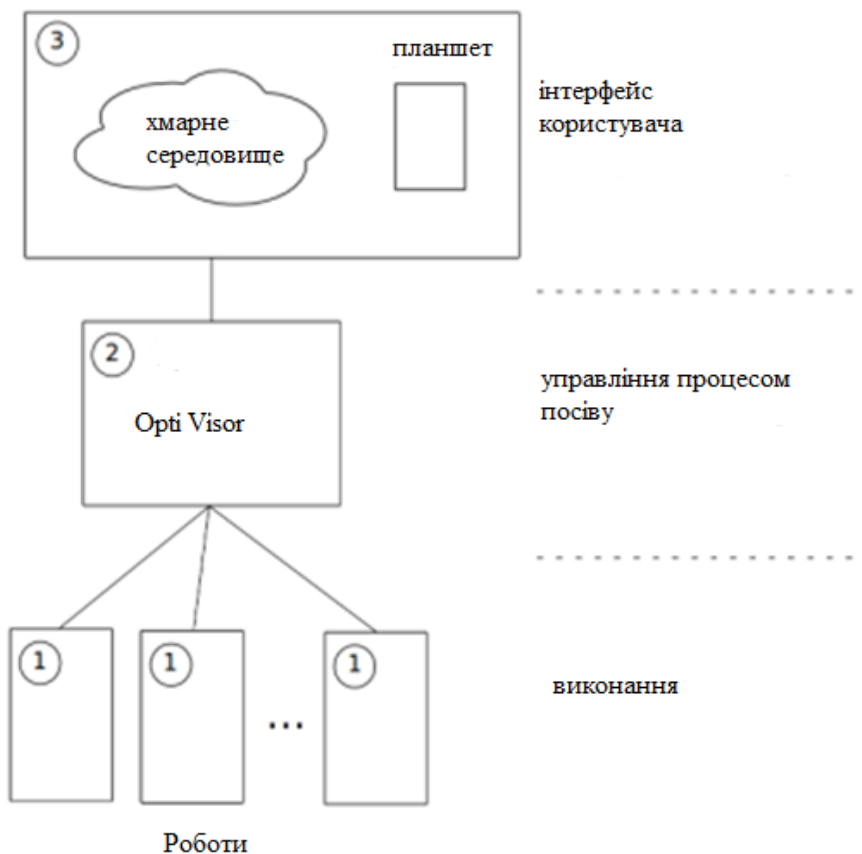 3
планшет
хмарне
середовище
інтерфейс
користувача
2
Opti Visor
управління процесом
посіву
1
1
1
...
виконання
Роботи